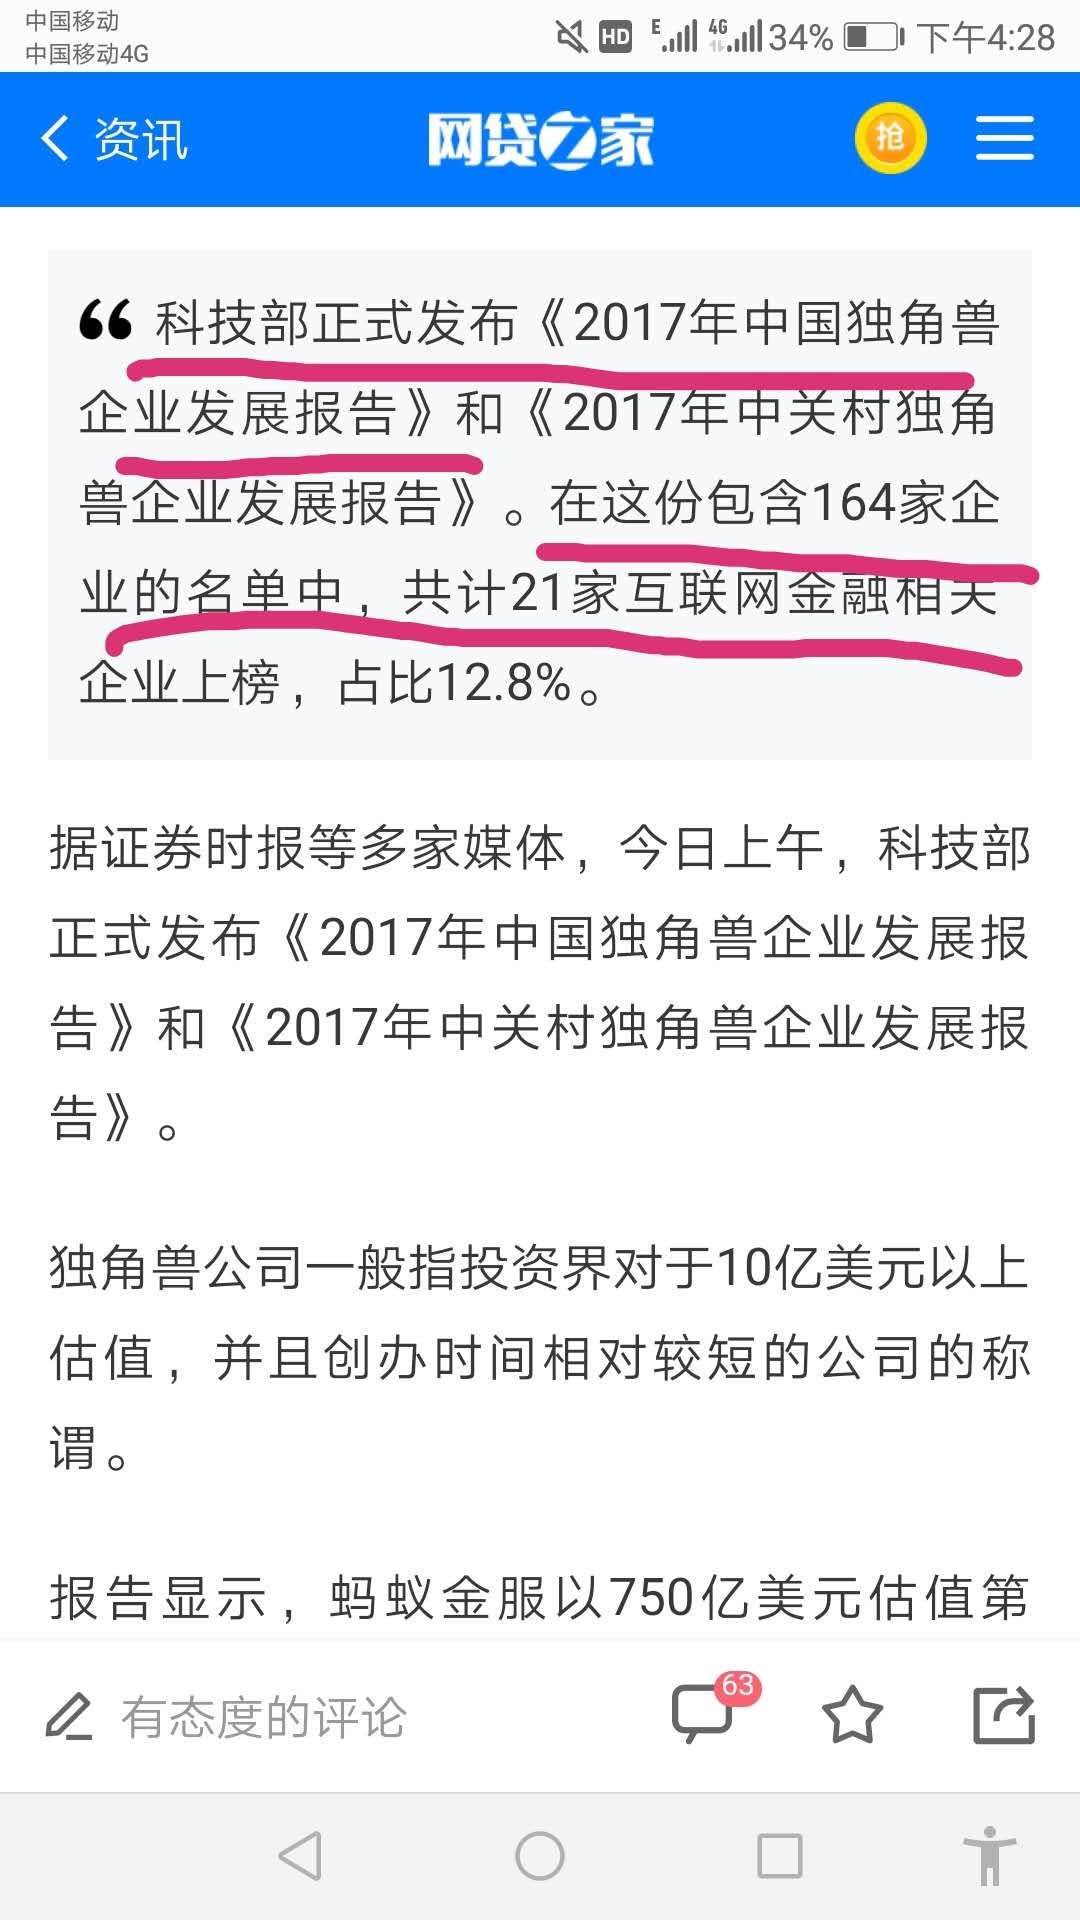 中国移动
中国移动4G
HD E 4G 34% 下午4:28
资讯 网贷之家 抢
科技部正式发布《2017年中国独角兽
企业发展报告》和《2017年中关村独角
兽企业发展报告》。在这份包含164家企
业的名单中，共计21家互联网金融相关
企业上榜，占比12.8%。
据证券时报等多家媒体，今日上午，科技部
正式发布《2017年中国独角兽企业发展报
告》和《2017年中关村独角兽企业发展报
告》。
独角兽公司一般指投资界对于10亿美元以上
估值，并且创办时间相对较短的公司的称
谓。
报告显示，蚂蚁金服以750亿美元估值第
有态度的评论 63